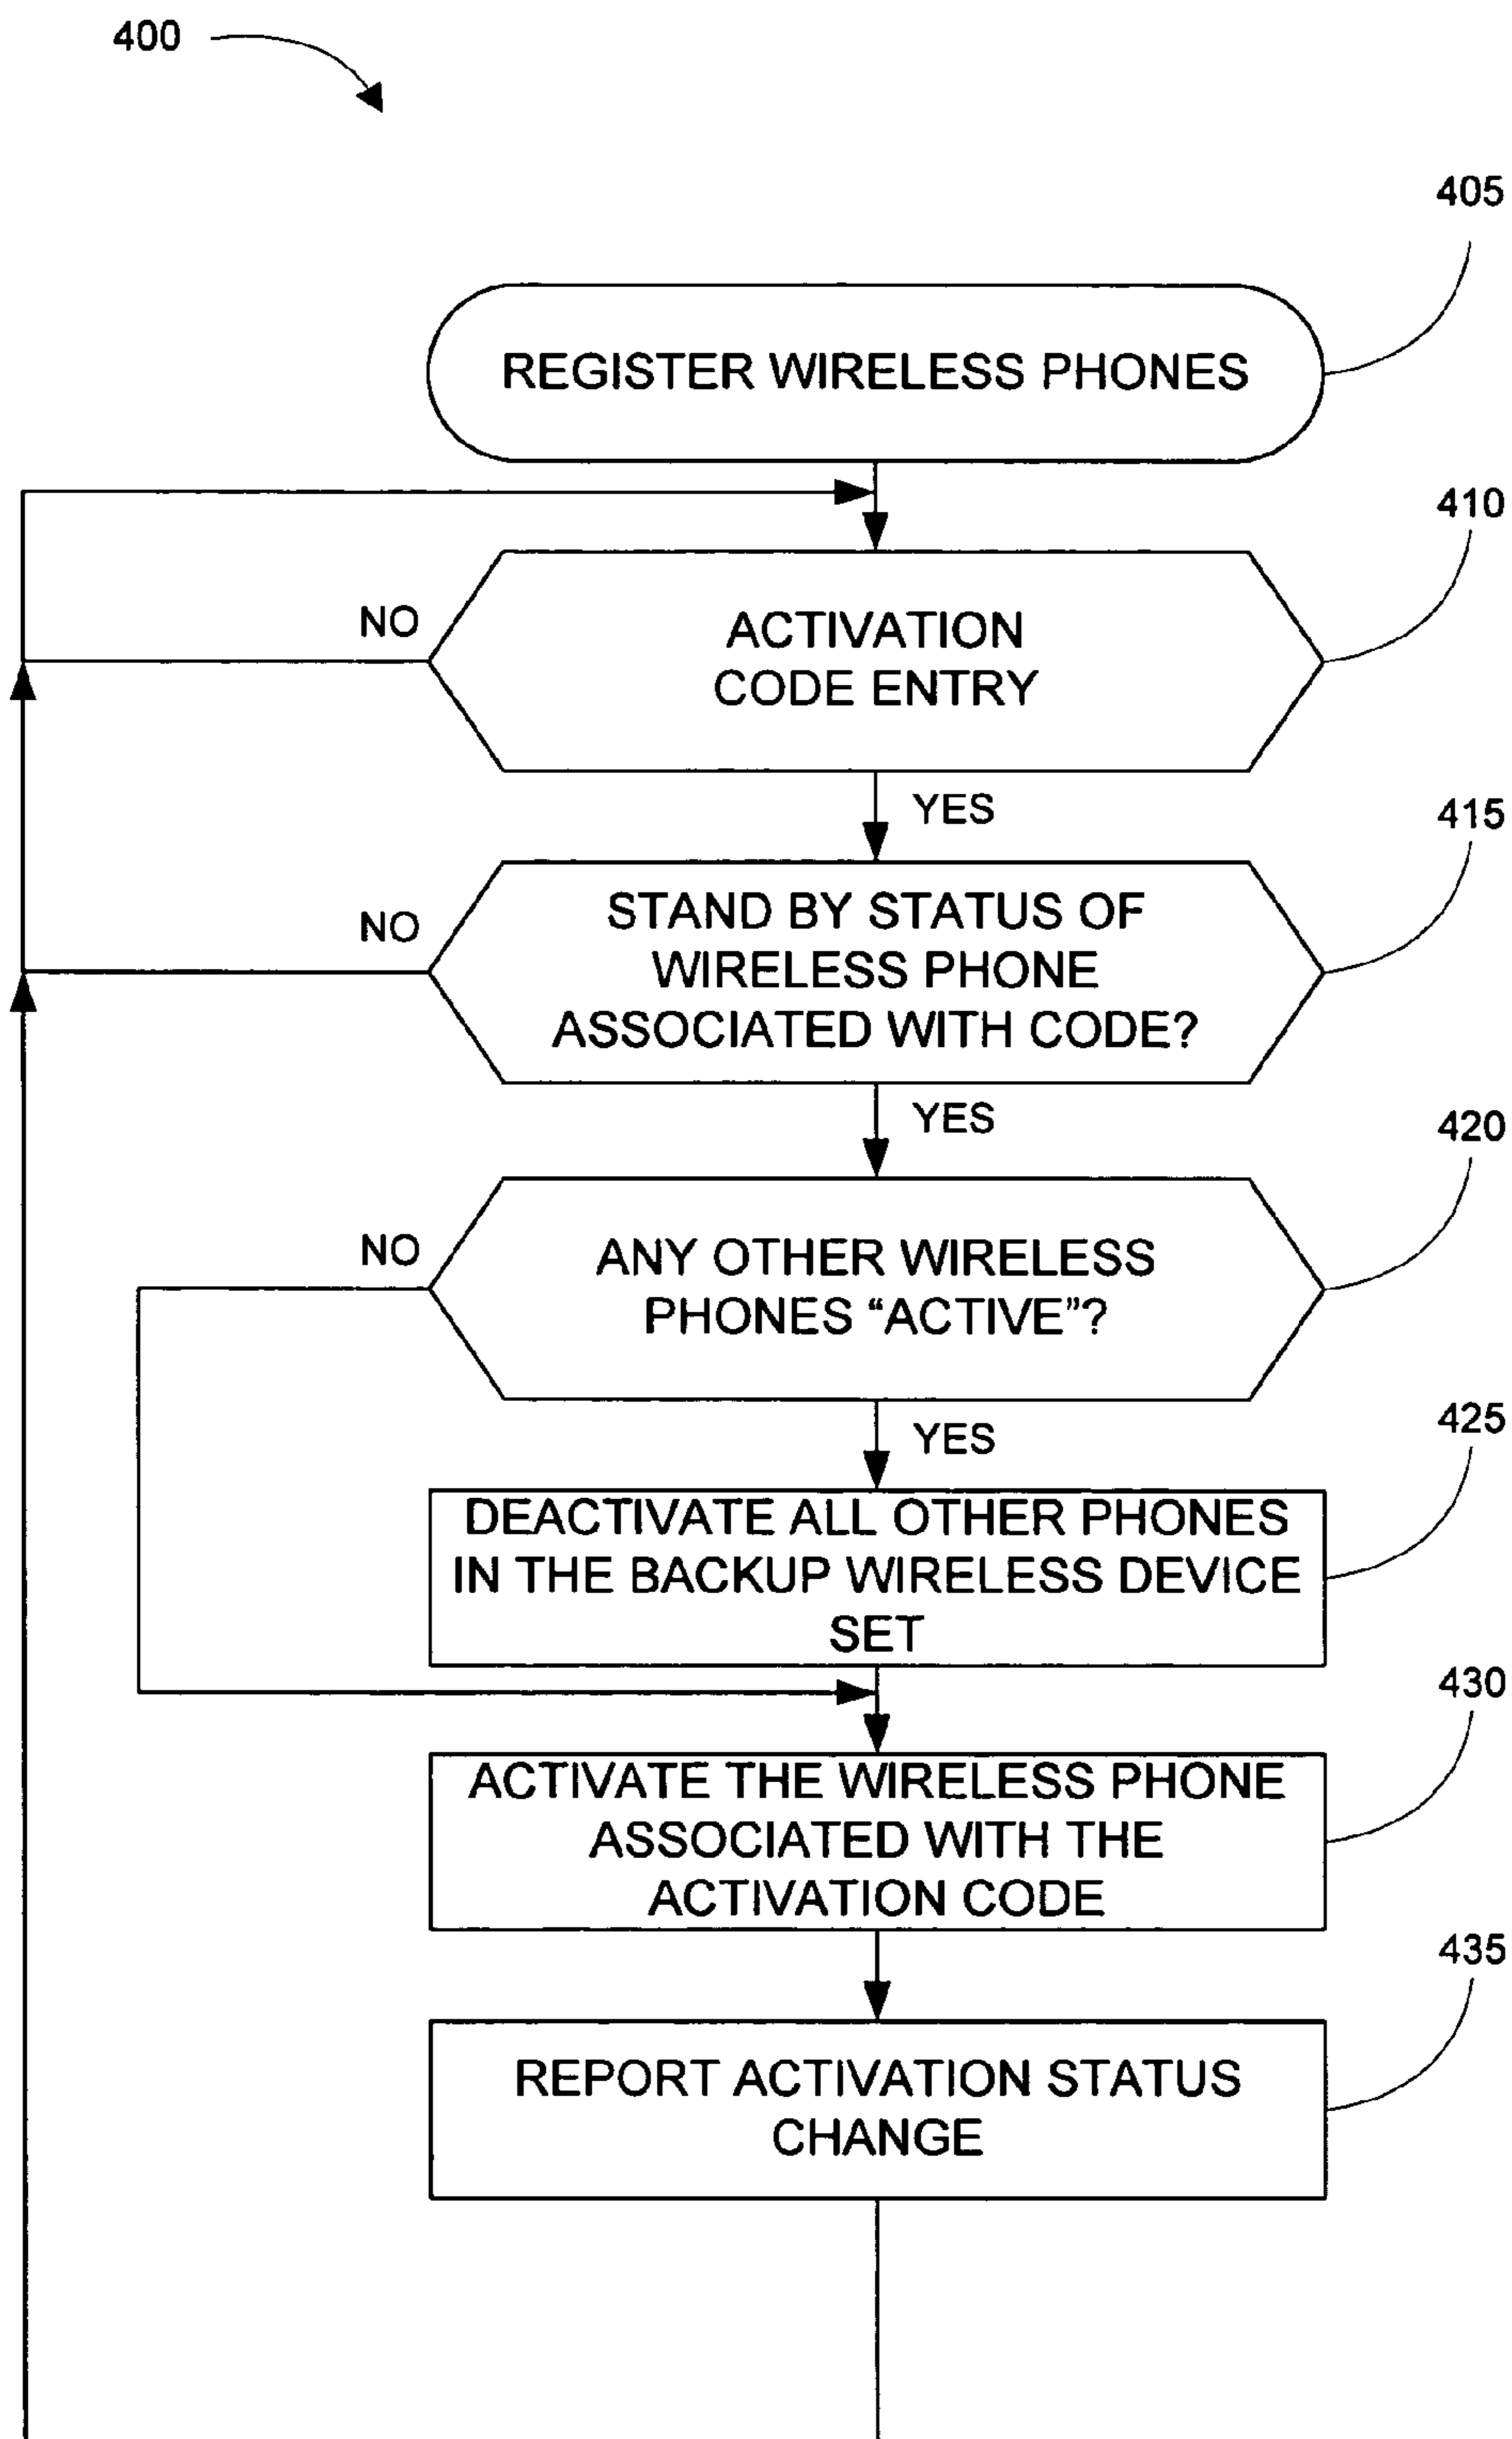 400
405
REGISTER WIRELESS PHONES
410
NO
ACTIVATION
CODE ENTRY
YES
415
NO
STAND BY STATUS OF
WIRELESS PHONE
ASSOCIATED WITH CODE?
YES
420
NO
ANY OTHER WIRELESS
PHONES “ACTIVE”?
YES
425
DEACTIVATE ALL OTHER PHONES
IN THE BACKUP WIRELESS DEVICE
SET
430
ACTIVATE THE WIRELESS PHONE
ASSOCIATED WITH THE
ACTIVATION CODE
435
REPORT ACTIVATION STATUS
CHANGE